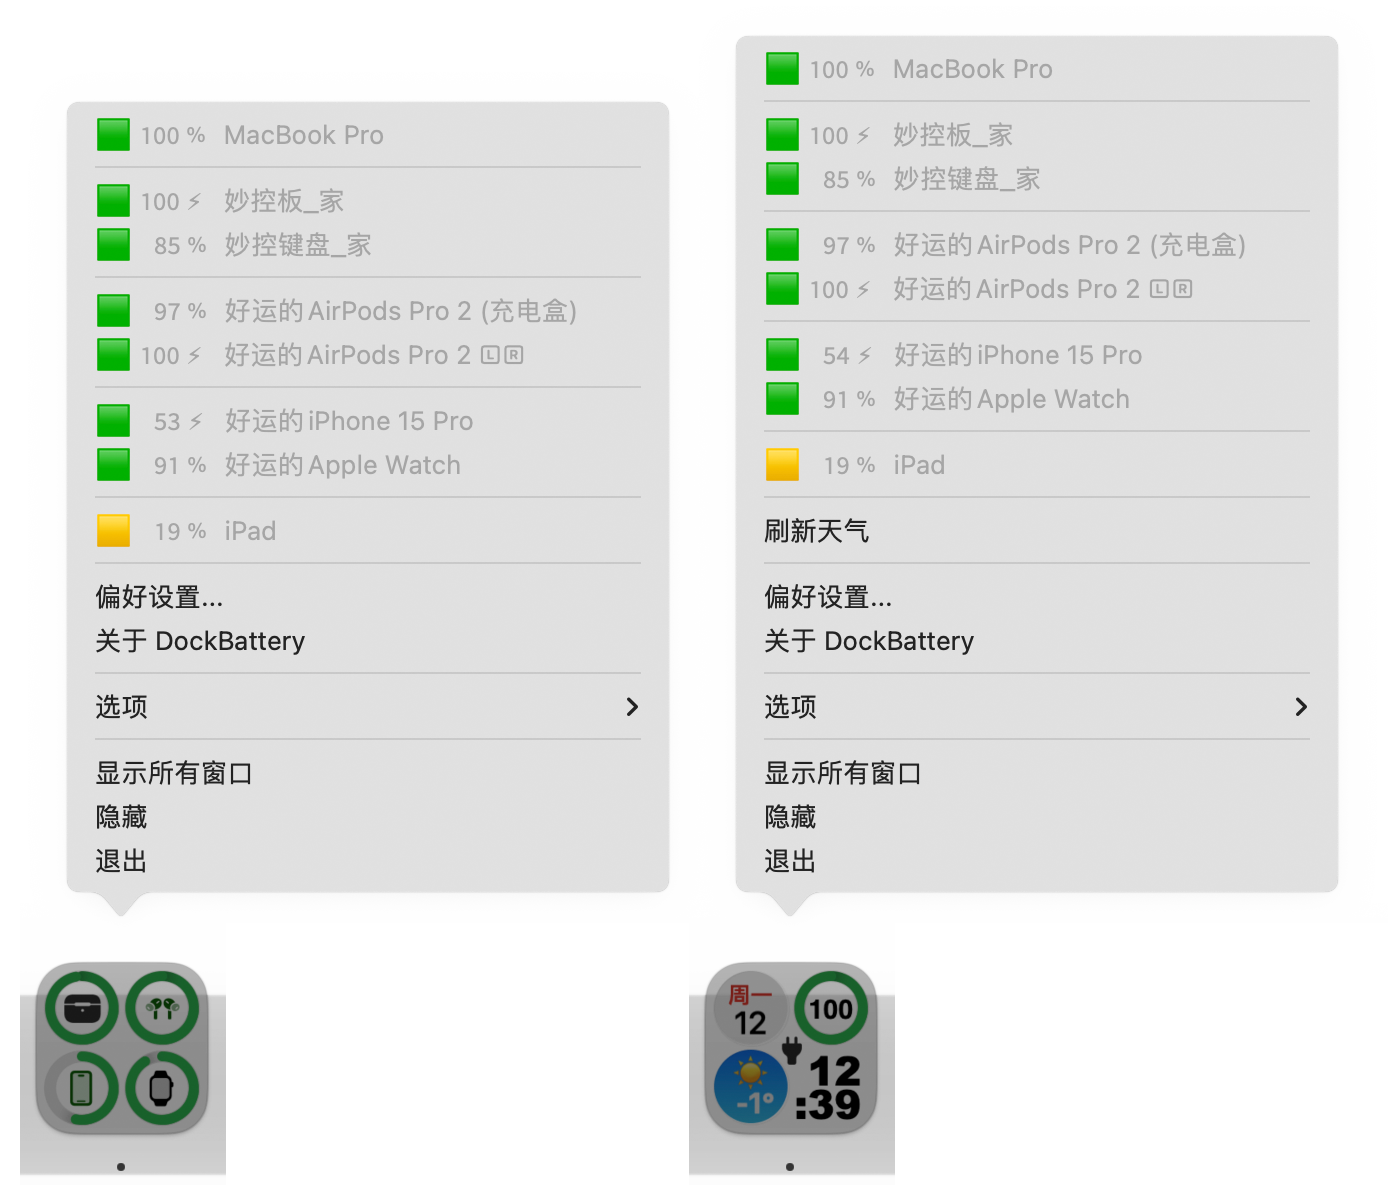 100 % MacBook Pro
100 ⚡ 妙控板_家
85 % 妙控键盘_家
97 % 好运的AirPods Pro 2 (充电盒)
100 ⚡ 好运的AirPods Pro 2 🄻🅁
53 ⚡ 好运的iPhone 15 Pro
91 % 好运的Apple Watch
19 % iPad
偏好设置...
关于 DockBattery
选项
显示所有窗口
隐藏
退出
100 % MacBook Pro
100 ⚡ 妙控板_家
85 % 妙控键盘_家
97 % 好运的AirPods Pro 2 (充电盒)
100 ⚡ 好运的AirPods Pro 2 🄻🅁
54 ⚡ 好运的iPhone 15 Pro
91 % 好运的Apple Watch
19 % iPad
刷新天气
偏好设置...
关于 DockBattery
选项
显示所有窗口
隐藏
退出
周一
12
100
-1°
12
:39